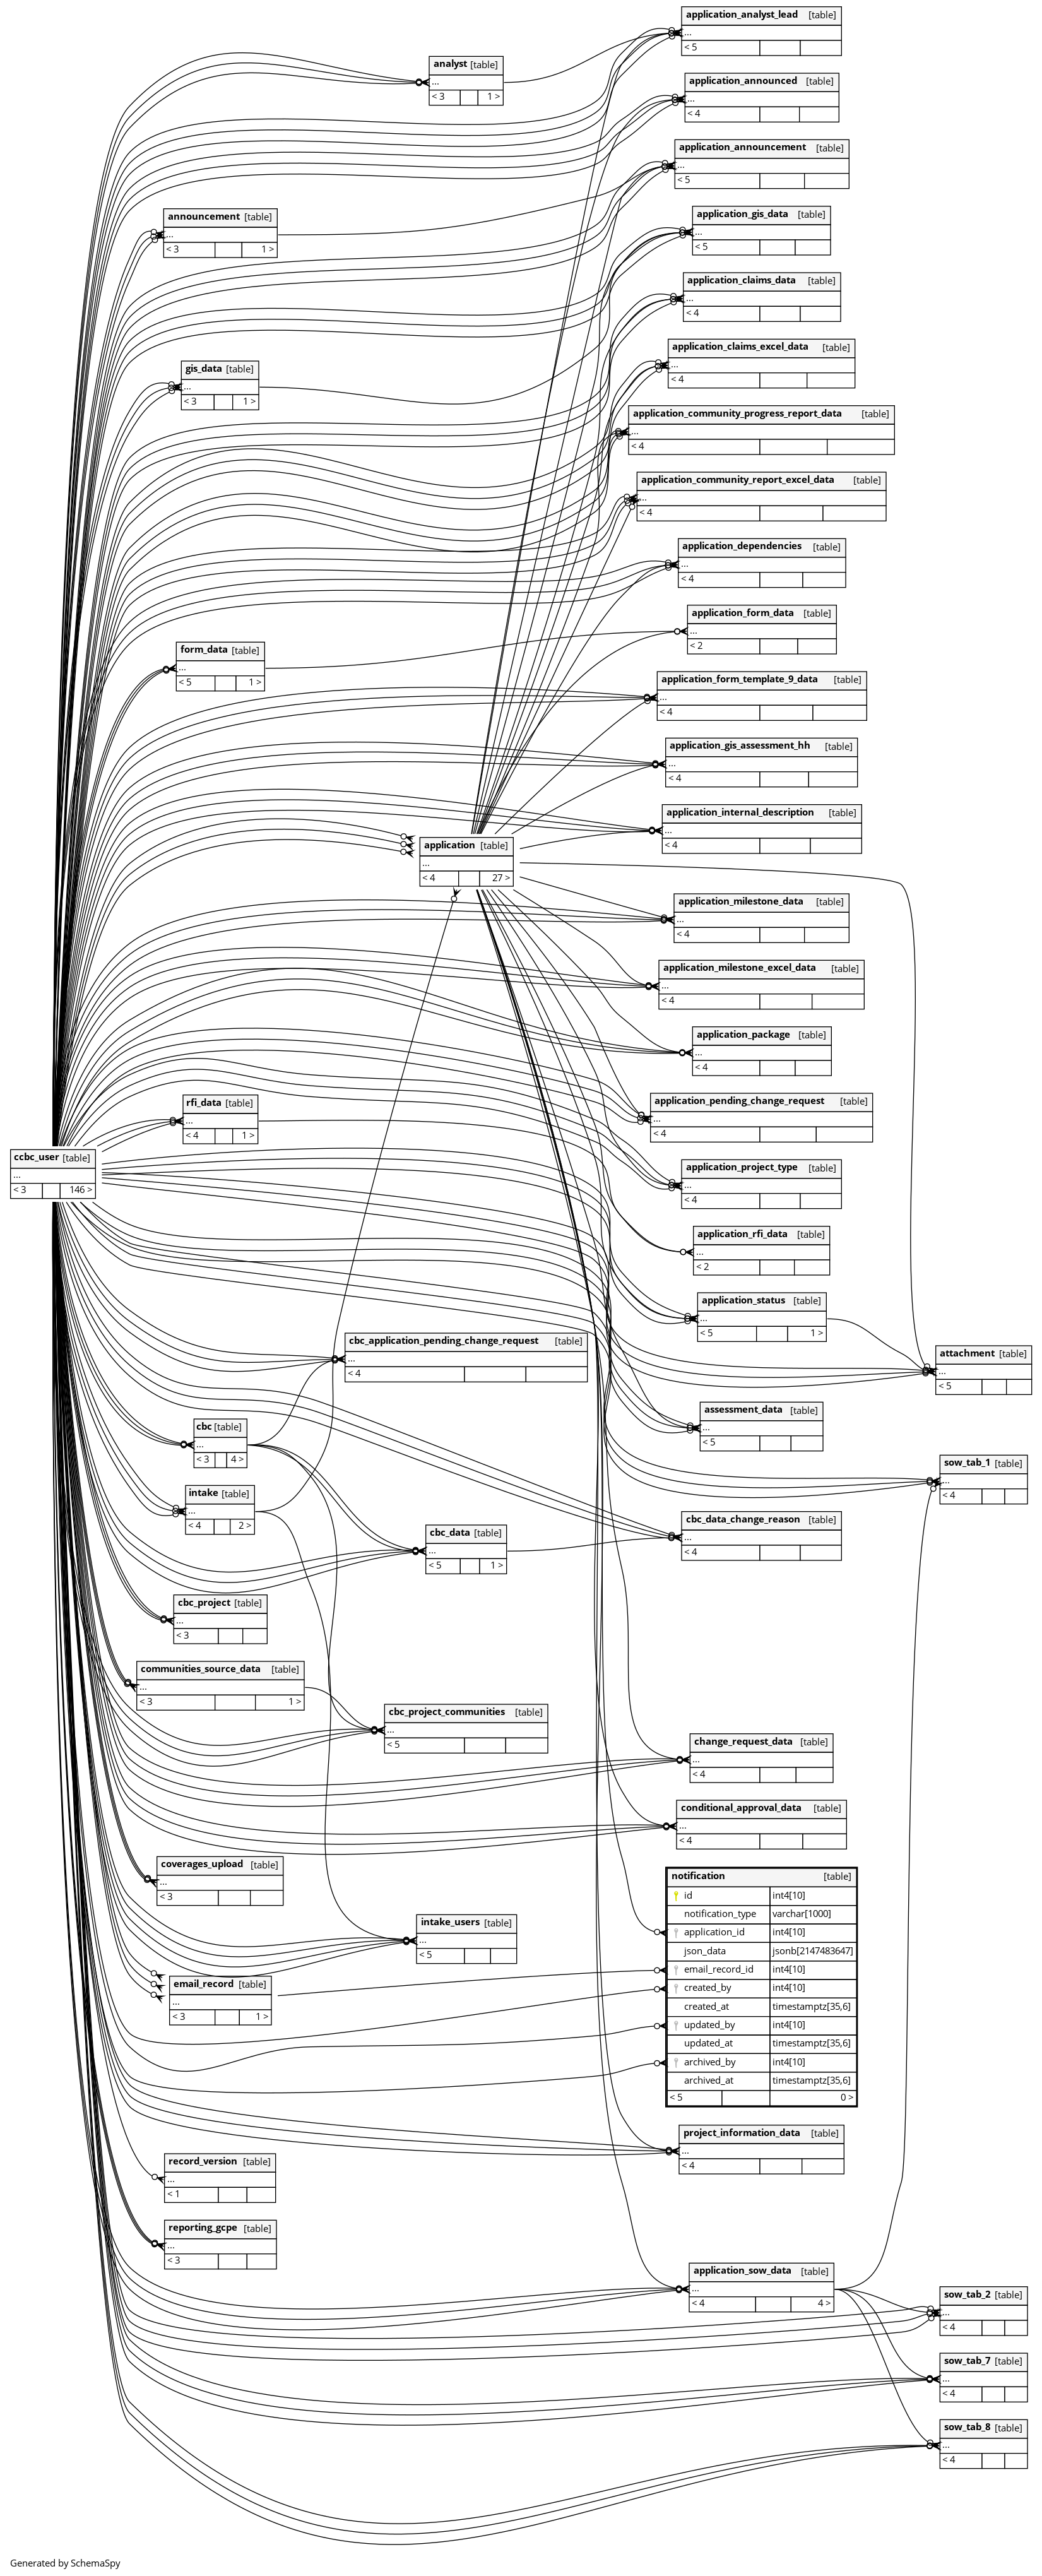 application_analyst_lead [table]
...
< 5
analyst [table]
...
< 3 1 >
application_announced [table]
...
< 4
application_announcement [table]
...
< 5
announcement [table]
...
< 3 1 >
application_gis_data [table]
...
< 5
application_claims_data [table]
...
< 4
application_claims_excel_data [table]
...
< 4
gis_data [table]
...
< 3 1 >
application_community_progress_report_data [table]
...
< 4
application_community_report_excel_data [table]
...
< 4
application_dependencies [table]
...
< 4
application_form_data [table]
...
< 2
form_data [table]
...
< 5 1 >
application_form_template_9_data [table]
...
< 4
application_gis_assessment_hh [table]
...
< 4
application_internal_description [table]
...
< 4
application [table]
...
< 4 27 >
application_milestone_data [table]
...
< 4
application_milestone_excel_data [table]
...
< 4
application_package [table]
...
< 4
application_pending_change_request [table]
...
< 4
rfi_data [table]
...
< 4 1 >
ccbc_user [table]
...
< 3 146 >
application_project_type [table]
...
< 4
application_rfi_data [table]
...
< 2
application_status [table]
...
< 5 1 >
cbc_application_pending_change_request [table]
...
< 4
attachment [table]
...
< 5
assessment_data [table]
...
< 5
cbc [table]
...
< 3 4 >
sow_tab_1 [table]
...
< 4
intake [table]
...
< 4 2 >
cbc_data_change_reason [table]
...
< 4
cbc_data [table]
...
< 5 1 >
cbc_project [table]
...
< 3
communities_source_data [table]
...
< 3 1 >
cbc_project_communities [table]
...
< 5
change_request_data [table]
...
< 4
conditional_approval_data [table]
...
< 4
coverages_upload [table]
...
< 3
notification [table]
id int4[10]
notification_type varchar[1000]
application_id int4[10]
json_data jsonb[2147483647]
email_record_id int4[10]
created_by int4[10]
created_at timestamptz[35,6]
updated_by int4[10]
updated_at timestamptz[35,6]
archived_by int4[10]
archived_at timestamptz[35,6]
< 5 0 >
intake_users [table]
...
< 5
email_record [table]
...
< 3 1 >
project_information_data [table]
...
< 4
record_version [table]
...
< 1
reporting_gcpe [table]
...
< 3
application_sow_data [table]
...
< 4 4 >
sow_tab_2 [table]
...
< 4
sow_tab_7 [table]
...
< 4
sow_tab_8 [table]
...
< 4
Generated by SchemaSpy